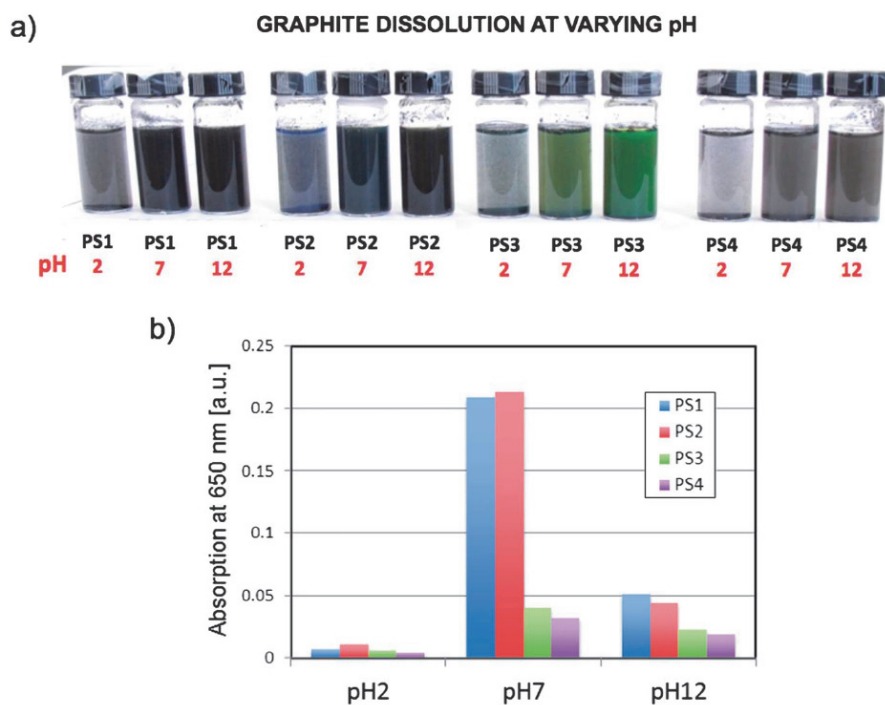 a)
GRAPHITE DISSOLUTION AT VARYING pH
PS1 PS1 PS1 PS2 PS2 PS2 PS3 PS3 PS3 PS4 PS4 PS4
pH 2 7 12 2 7 12 2 7 12 2 7 12
b)
Absorption at 650 nm [a.u.]
0.25
0.2
0.15
0.1
0.05
0
PS1
PS2
PS3
PS4
pH2 pH7 pH12